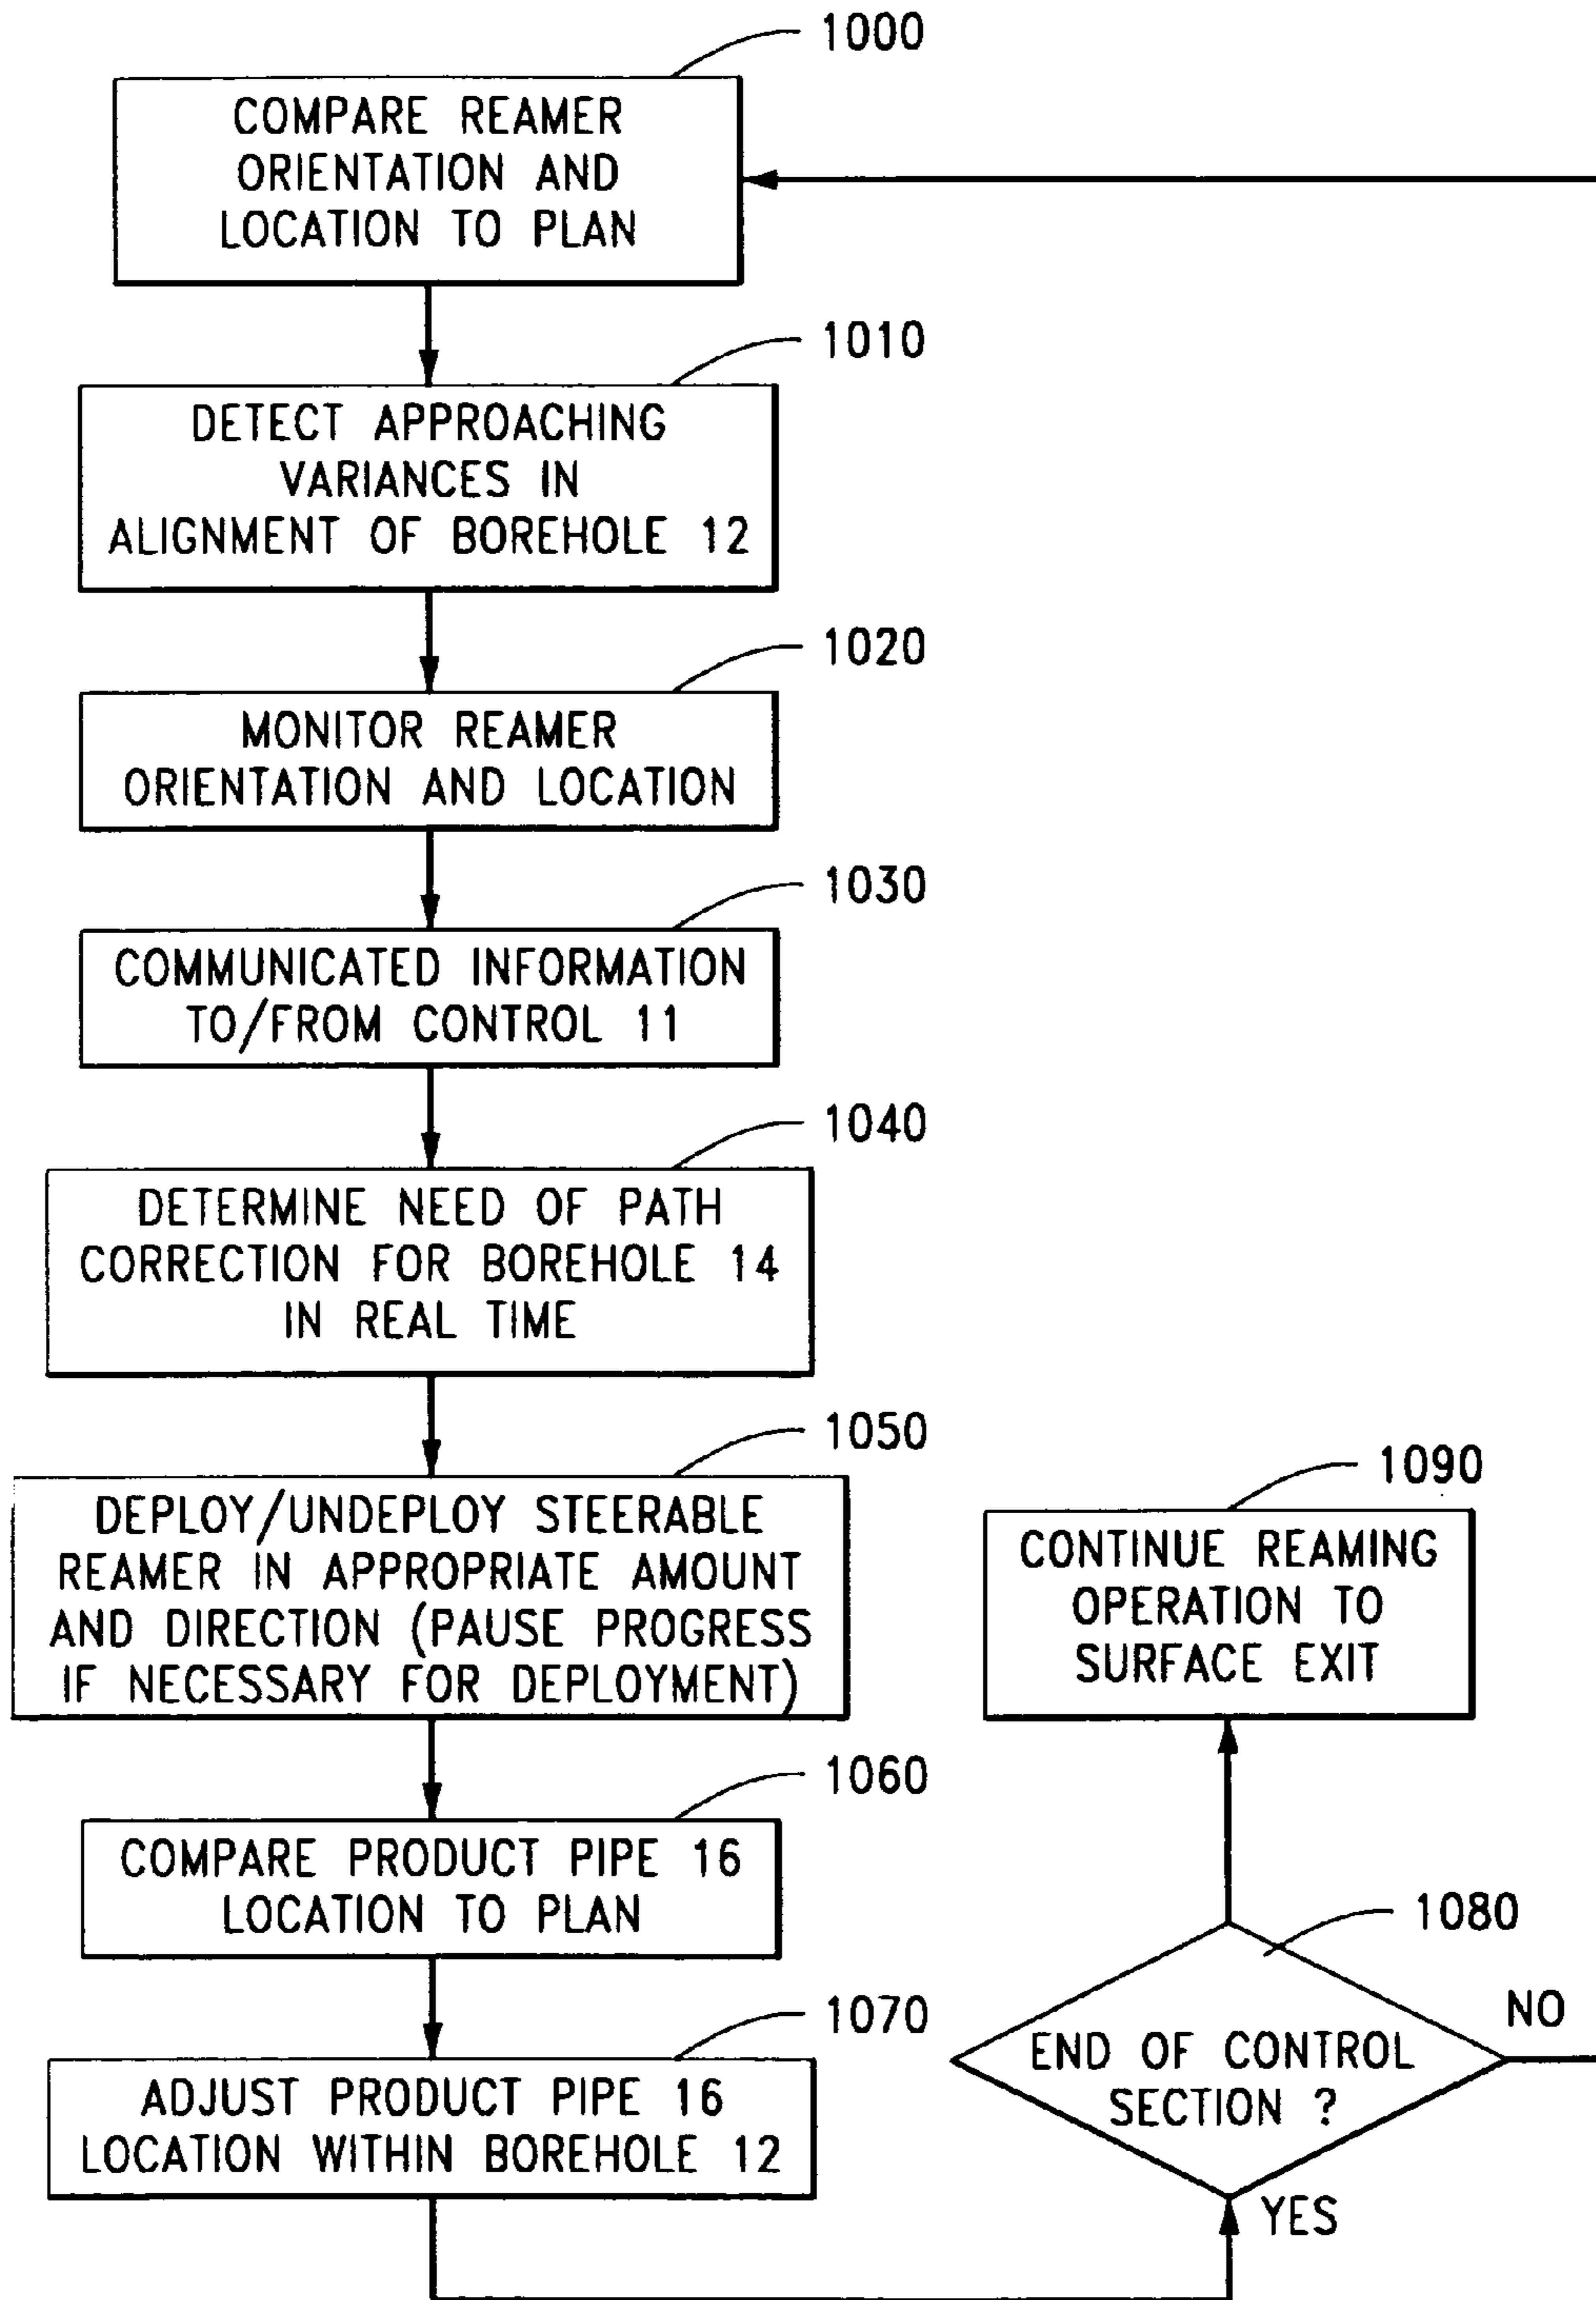 1000
COMPARE REAMER
ORIENTATION AND
LOCATION TO PLAN
1010
DETECT APPROACHING
VARIANCES IN
ALIGNMENT OF BOREHOLE 12
1020
MONITOR REAMER
ORIENTATION AND LOCATION
1030
COMMUNICATED INFORMATION
TO/FROM CONTROL 11
1040
DETERMINE NEED OF PATH
CORRECTION FOR BOREHOLE 14
IN REAL TIME
1050
DEPLOY/UNDEPLOY STEERABLE
REAMER IN APPROPRIATE AMOUNT
AND DIRECTION (PAUSE PROGRESS
IF NECESSARY FOR DEPLOYMENT)
1060
COMPARE PRODUCT PIPE 16
LOCATION TO PLAN
1070
ADJUST PRODUCT PIPE 16
LOCATION WITHIN BOREHOLE 12
1080
END OF CONTROL
SECTION ?
NO
YES
1090
CONTINUE REAMING
OPERATION TO
SURFACE EXIT